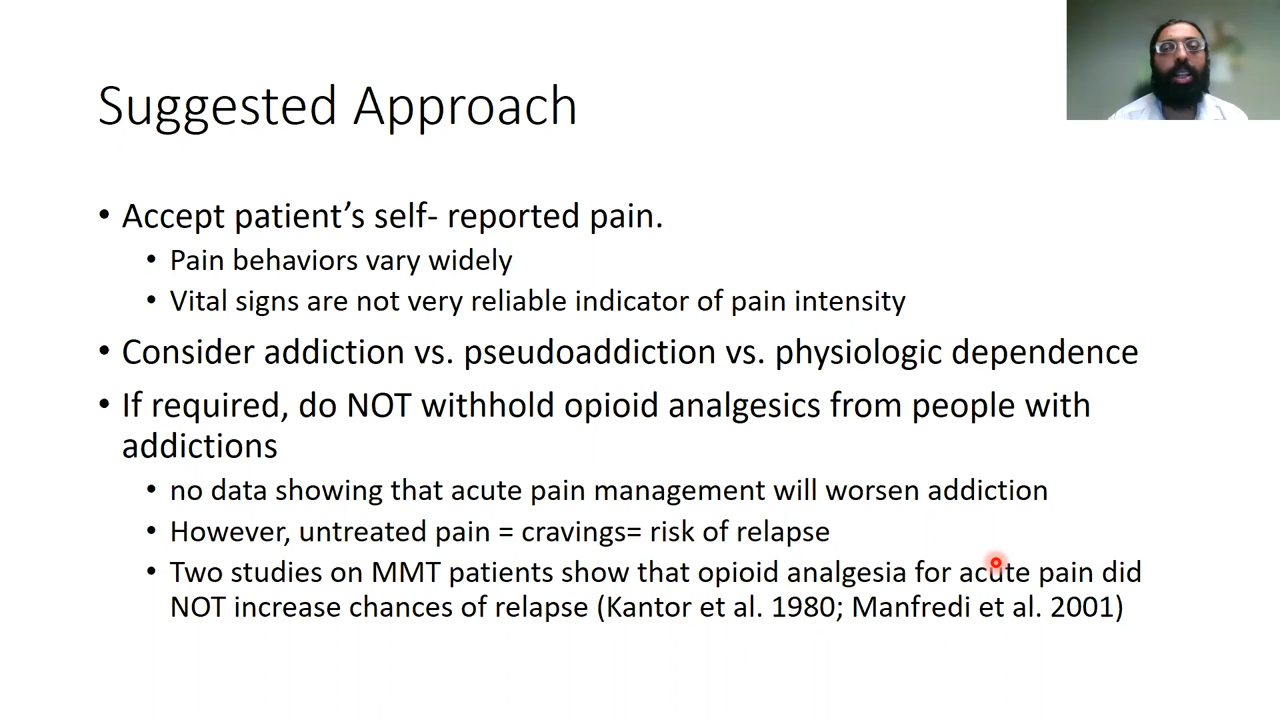 Suggested Approach
• Accept patient’s self- reported pain.
• Pain behaviors vary widely
• Vital signs are not very reliable indicator of pain intensity
• Consider addiction vs. pseudoaddiction vs. physiologic dependence
• If required, do NOT withhold opioid analgesics from people with
addictions
• no data showing that acute pain management will worsen addiction
• However, untreated pain = cravings= risk of relapse
• Two studies on MMT patients show that opioid analgesia for acute pain did
NOT increase chances of relapse (Kantor et al. 1980; Manfredi et al. 2001)